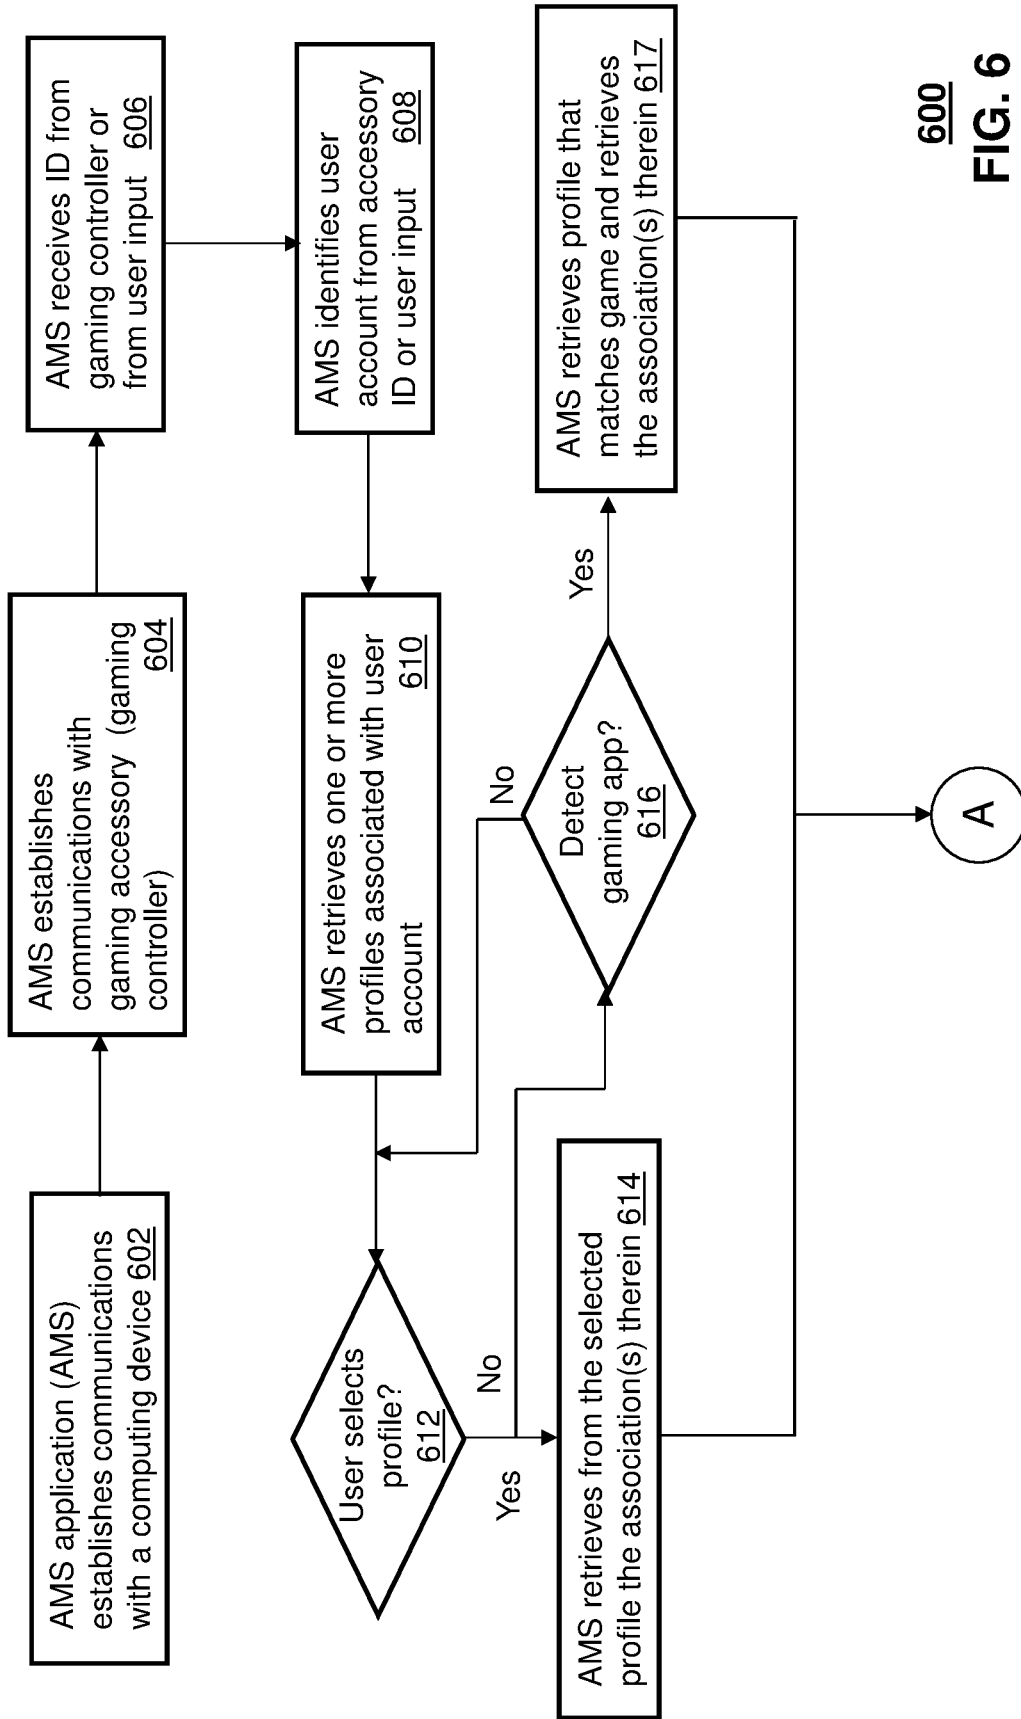 AMS application (AMS)
establishes communications
with a computing device 602
AMS establishes
communications with
gaming accessory (gaming
controller) 604
AMS receives ID from
gaming controller or
from user input 606
AMS identifies user
account from accessory
ID or user input 608
AMS retrieves one or more
profiles associated with user
account 610
User selects
profile?
612
No
Yes
AMS retrieves from the selected
profile the association(s) therein 614
Detect
gaming app?
616
No
Yes
AMS retrieves profile that
matches game and retrieves
the association(s) therein 617
A
600
FIG. 6